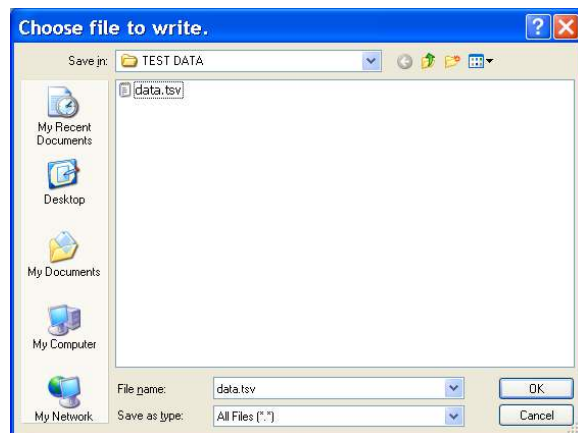 Choose file to write.
Save in: TEST DATA
data.tsv
My Recent
Documents
Desktop
My Documents
My Computer
My Network
File name: data.tsv OK
Save as type: All Files (*.*) Cancel